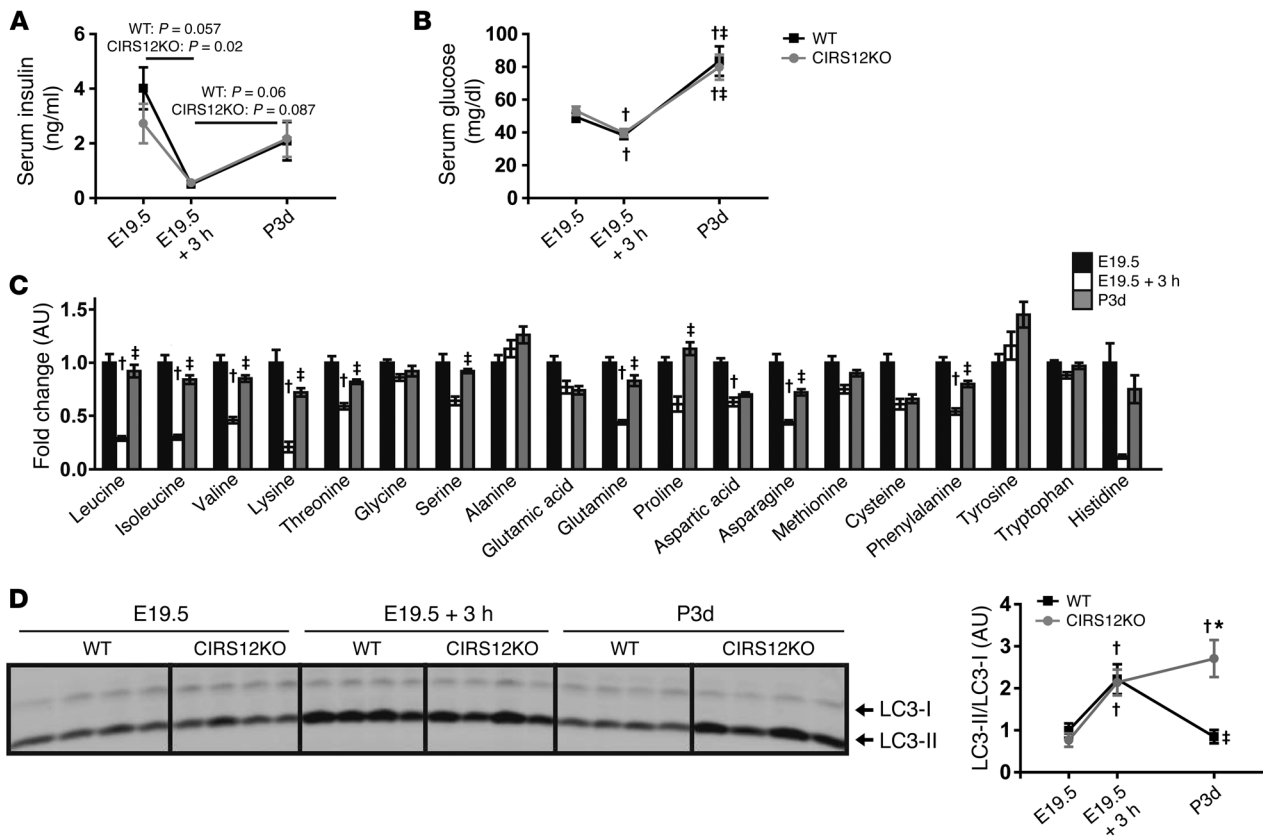 A
Serum insulin
(ng/ml)
6
4
2
0
WT: P = 0.057
CIRS12KO: P = 0.02
WT: P = 0.06
CIRS12KO: P = 0.087
E19.5
E19.5
+ 3 h
P3d
B
Serum glucose
(mg/dl)
100
80
60
40
20
0
†
†
†‡
†‡
E19.5
E19.5
+ 3 h
P3d
WT
CIRS12KO
C
Fold change (AU)
1.5
1.0
0.5
0.0
E19.5
E19.5 + 3 h
P3d
† ‡
† ‡
† ‡
† ‡
† ‡
‡
† ‡
‡
†
† ‡
† ‡
Leucine
Isoleucine
Valine
Lysine
Threonine
Glycine
Serine
Alanine
Glutamic acid
Glutamine
Proline
Aspartic acid
Asparagine
Methionine
Cysteine
Phenylalanine
Tyrosine
Tryptophan
Histidine
D
E19.5
E19.5 + 3 h
P3d
WT
CIRS12KO
WT
CIRS12KO
WT
CIRS12KO
LC3-I
LC3-II
LC3-II/LC3-I (AU)
4
3
2
1
0
WT
CIRS12KO
†
†
†*
‡
E19.5
E19.5
+ 3 h
P3d